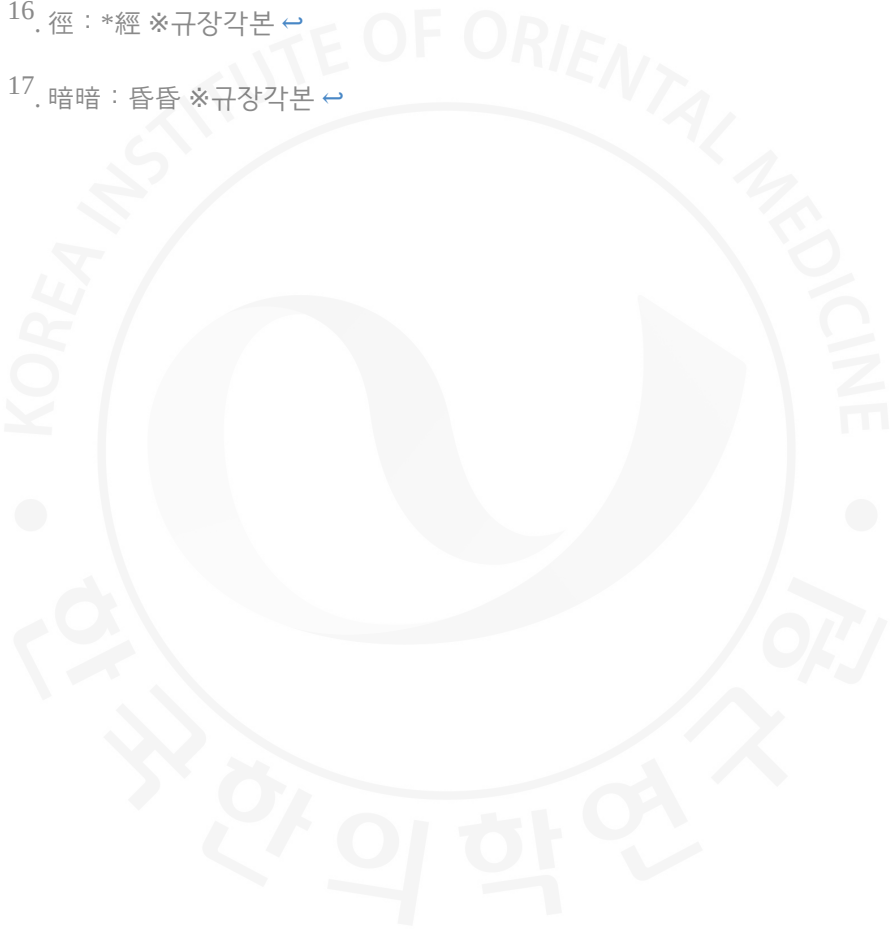 16. 徑：*經 ※규장각본 ↩
17. 暗暗：昏昏 ※규장각본 ↩
KOREA INSTITUTE OF ORIENTAL MEDICINE
한국한의학연구원